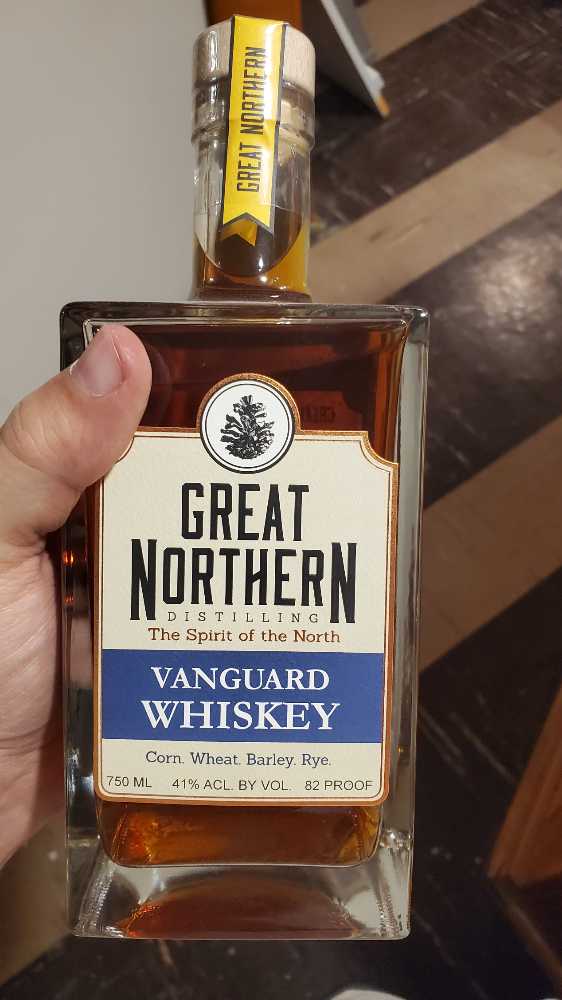 GREAT NORTHERN
GREAT
NORTHERN
DISTILLING
The Spirit of the North
VANGUARD
WHISKEY
Corn. Wheat. Barley. Rye.
750 ML 41% ACL. BY VOL. 82 PROOF